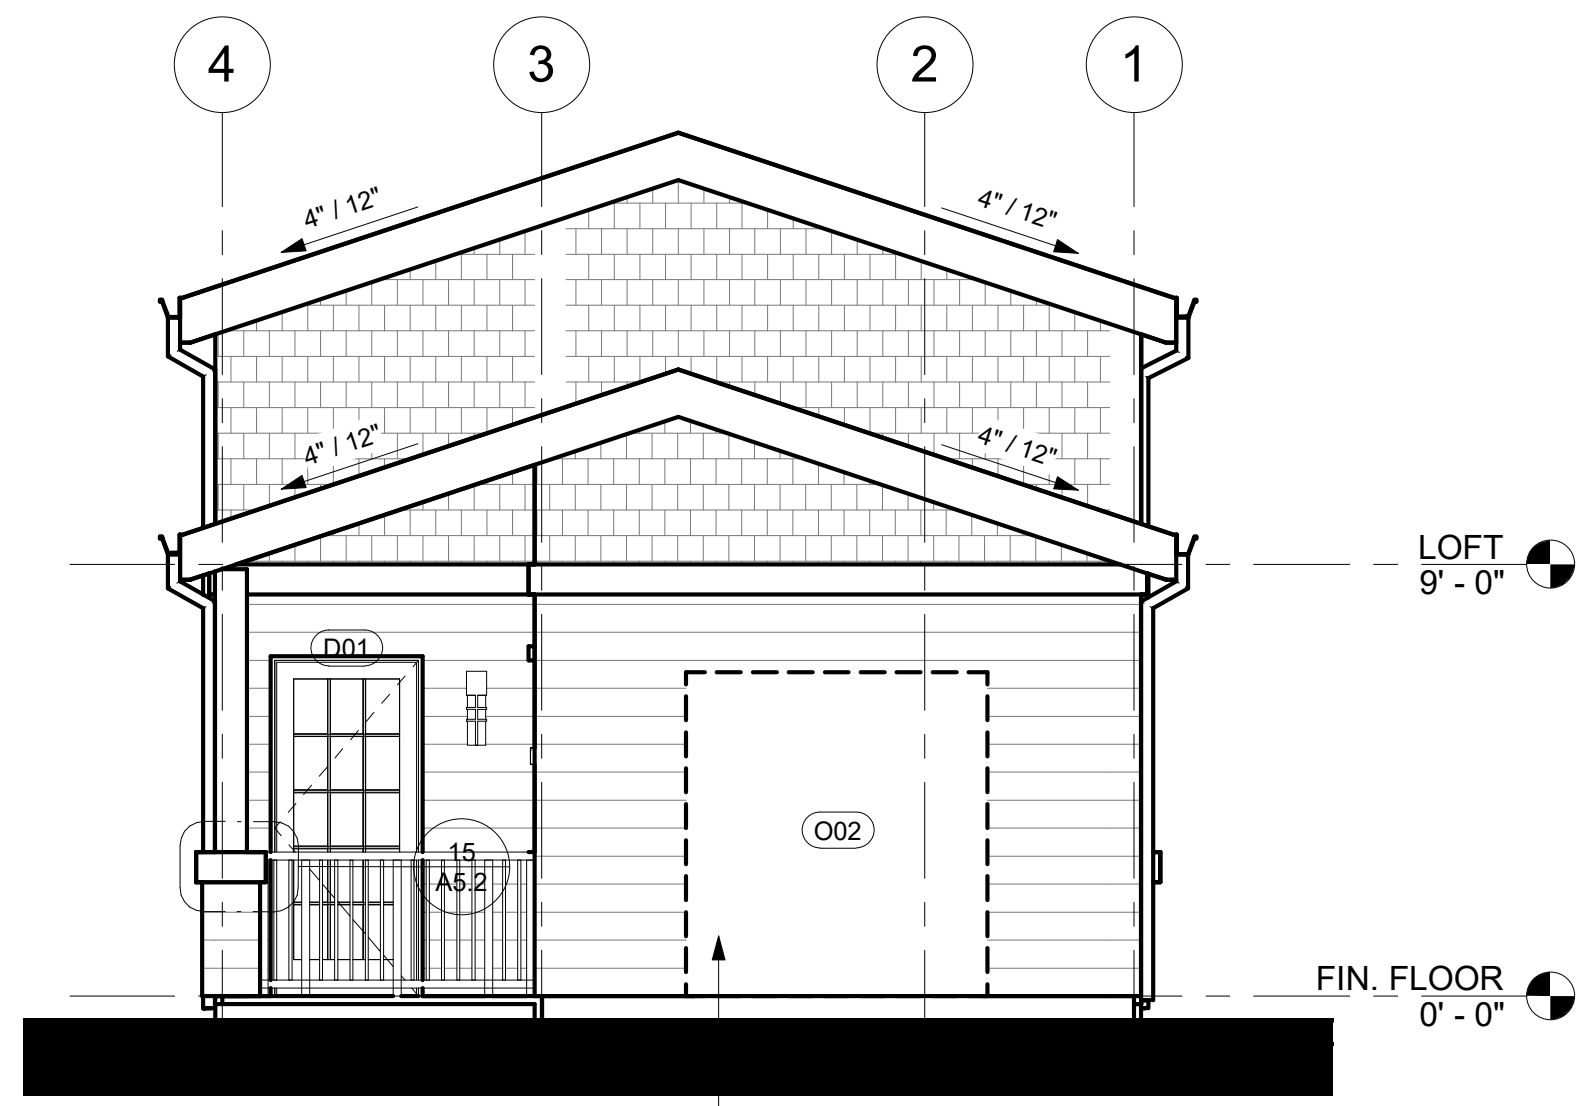 4 3 2 1
4" / 12" 4" / 12"
4" / 12" 4" / 12"
LOFT
9' - 0"
D01
O02
15
A5.2
FIN. FLOOR
0' - 0"